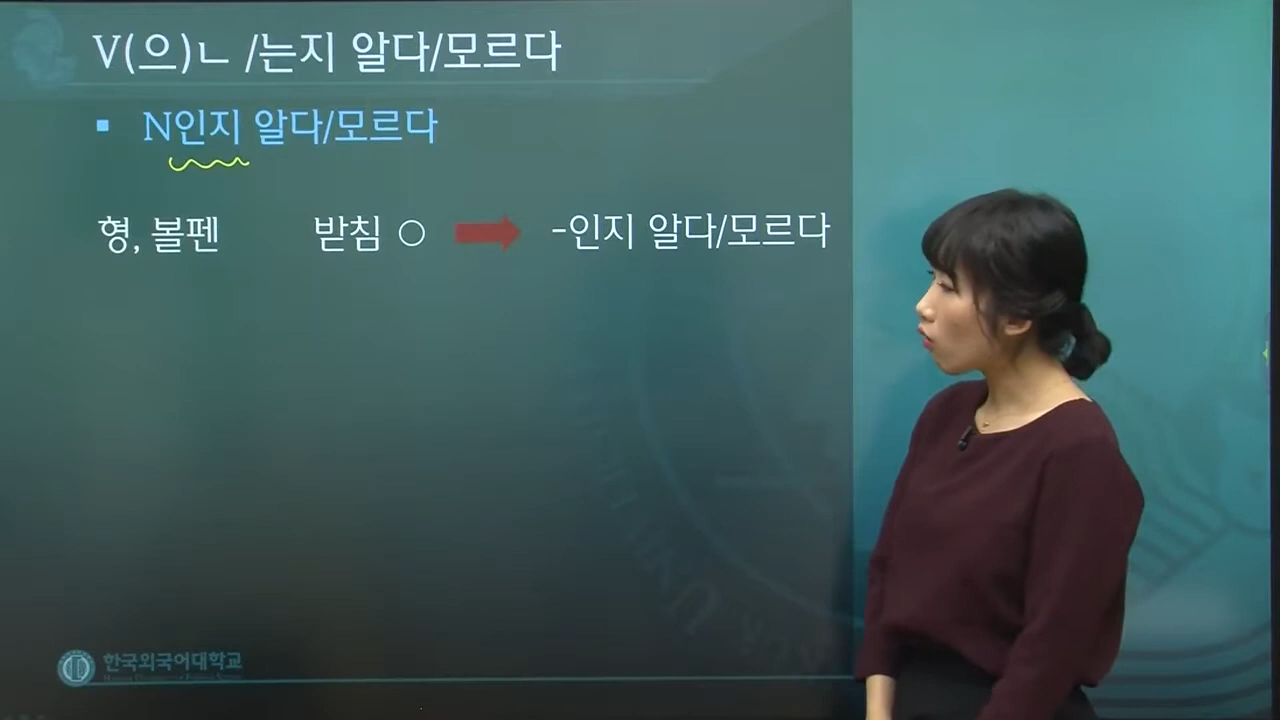 V(으)ㄴ /는지 알다/모르다
▪ N인지 알다/모르다
형, 볼펜 받침 ○ ➡ -인지 알다/모르다
한국외국어대학교